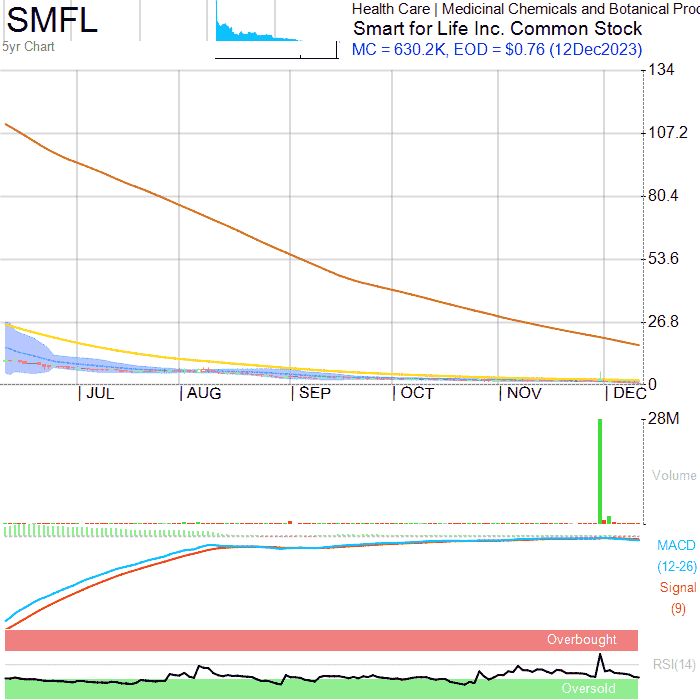 SMFL
5yr Chart
Health Care | Medicinal Chemicals and Botanical Proc
Smart for Life Inc. Common Stock
MC = 630.2K, EOD = $0.76 (12Dec2023)
134
107.2
80.4
53.6
26.8
0
JUL AUG SEP OCT NOV DEC
28M
Volume
MACD
(12-26)
Signal
(9)
Overbought
RSI(14)
Oversold